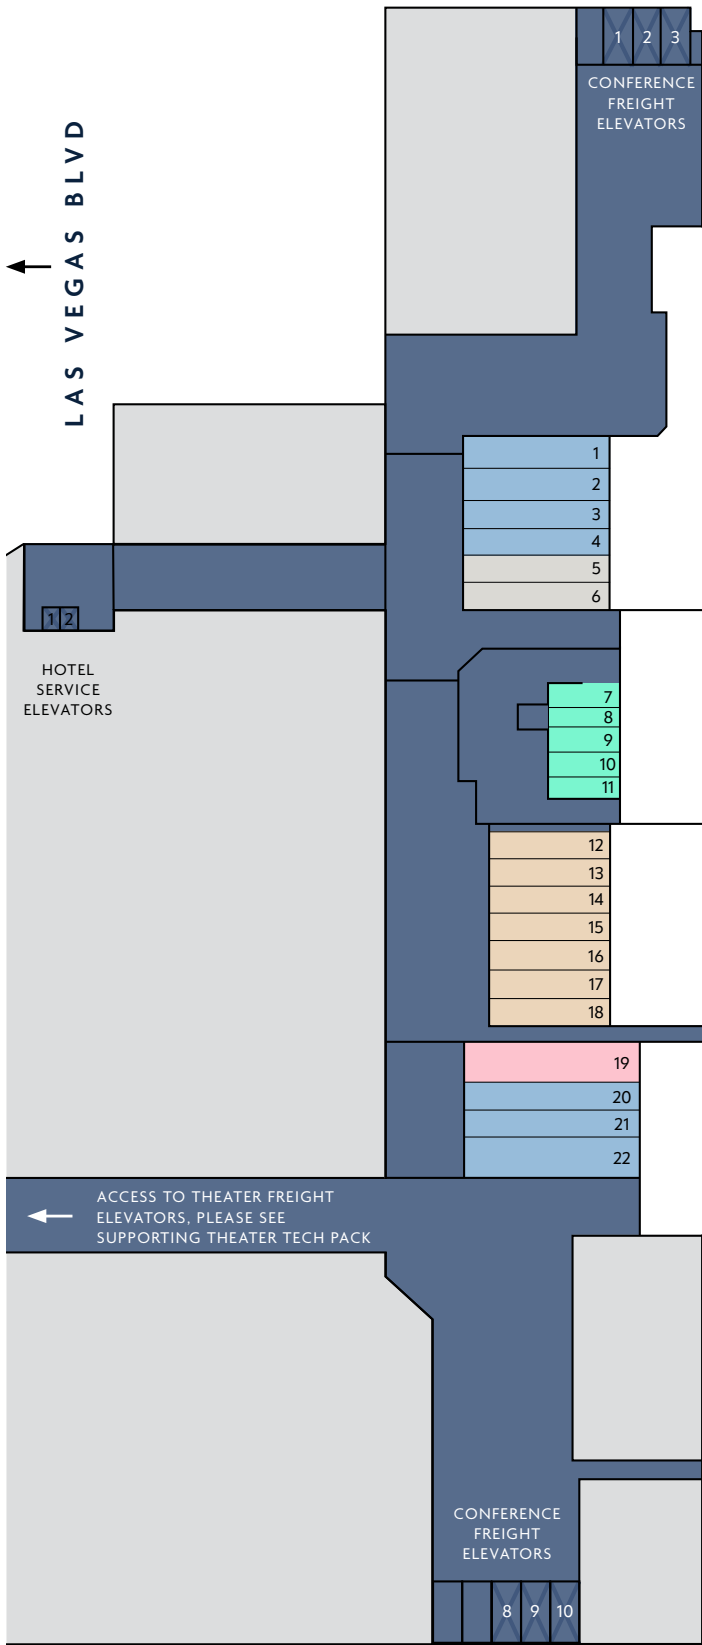 1 2 3
CONFERENCE
FREIGHT
ELEVATORS
LAS VEGAS BLVD
1
2
3
4
5
6
1 2
HOTEL
SERVICE
ELEVATORS
7
8
9
10
11
12
13
14
15
16
17
18
19
20
21
22
ACCESS TO THEATER FREIGHT
ELEVATORS, PLEASE SEE
SUPPORTING THEATER TECH PACK
CONFERENCE
FREIGHT
ELEVATORS
8 9 10